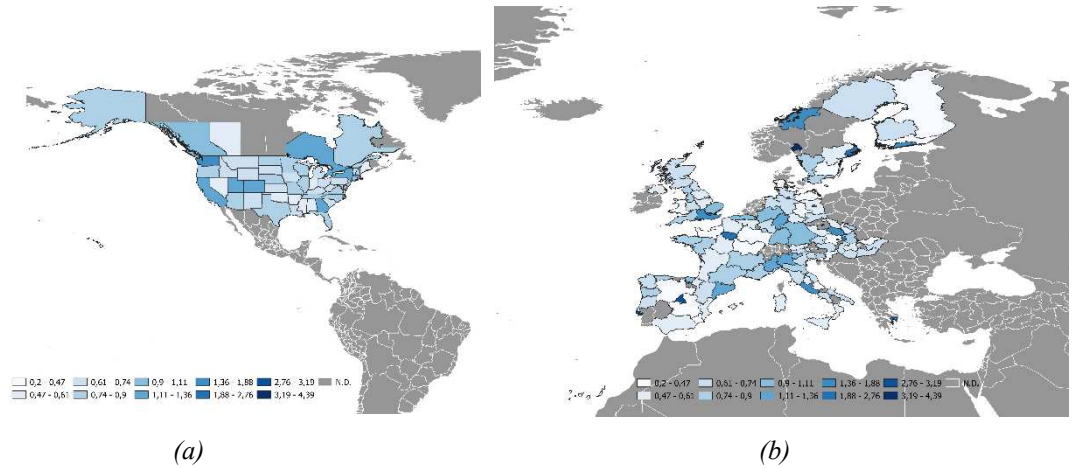 0,2 - 0,47 0,61 - 0,74 0,9 - 1,11 1,36 - 1,88 2,76 - 3,19 N.D.
0,47 - 0,61 0,74 - 0,9 1,11 - 1,36 1,88 - 2,76 3,19 - 4,39
0,2 - 0,47 0,61 - 0,74 0,9 - 1,11 1,36 - 1,88 2,76 - 3,19 N.D.
0,47 - 0,61 0,74 - 0,9 1,11 - 1,36 1,88 - 2,76 3,19 - 4,39
(a) (b)